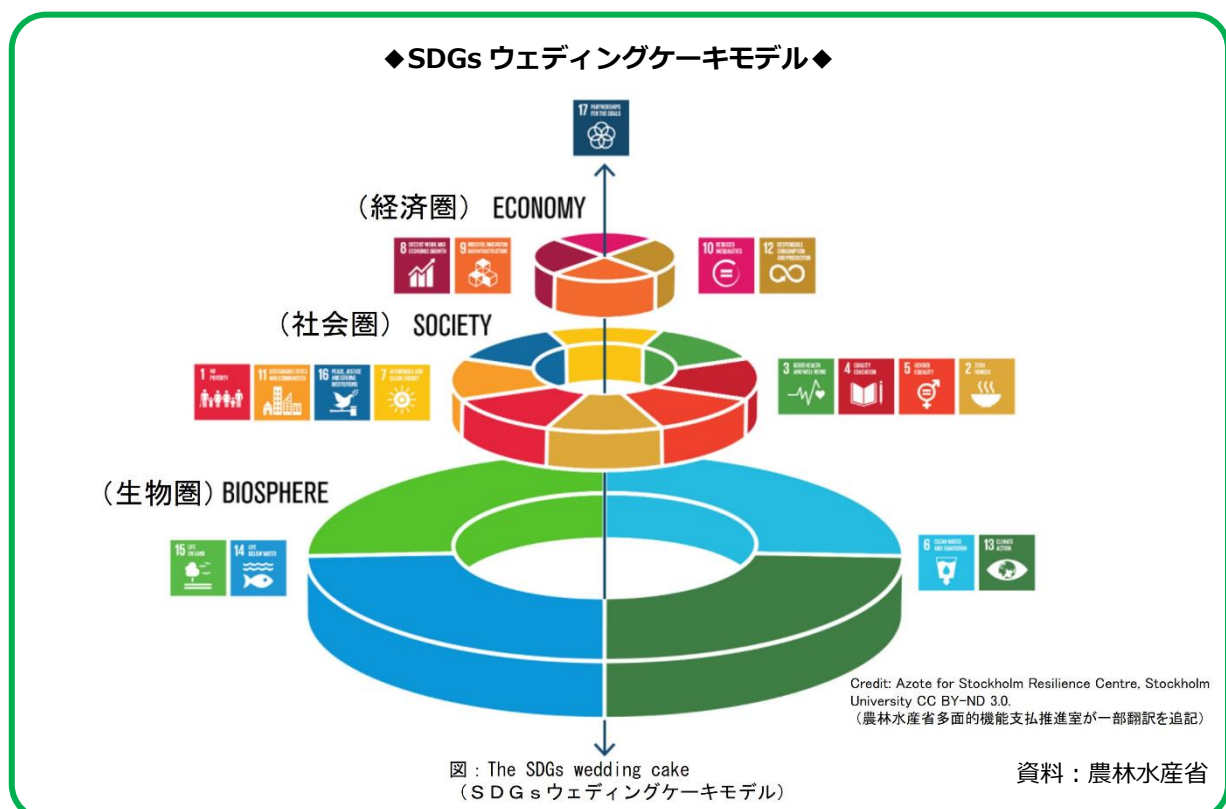 ◆SDGs ウェディングケーキモデル◆
17 PARTNERSHIPS
FOR THE GOALS
（経済圏） ECONOMY
8 DECENT WORK AND
ECONOMIC GROWTH
9 INDUSTRY, INNOVATION
AND INFRASTRUCTURE
10 REDUCED
INEQUALITIES
12 RESPONSIBLE
CONSUMPTION
AND PRODUCTION
（社会圏） SOCIETY
1 NO
POVERTY
11 SUSTAINABLE CITIES
AND COMMUNITIES
16 PEACE, JUSTICE
AND STRONG
INSTITUTIONS
7 AFFORDABLE AND
CLEAN ENERGY
3 GOOD HEALTH
AND WELL-BEING
4 QUALITY
EDUCATION
5 GENDER
EQUALITY
2 ZERO
HUNGER
（生物圏） BIOSPHERE
15 LIFE
ON LAND
14 LIFE
BELOW WATER
6 CLEAN WATER
AND SANITATION
13 CLIMATE
ACTION
Credit: Azote for Stockholm Resilience Centre, Stockholm
University CC BY-ND 3.0.
（農林水産省多面的機能支払推進室が一部翻訳を追記）
図：The SDGs wedding cake
（ＳＤＧｓウェディングケーキモデル）
資料：農林水産省